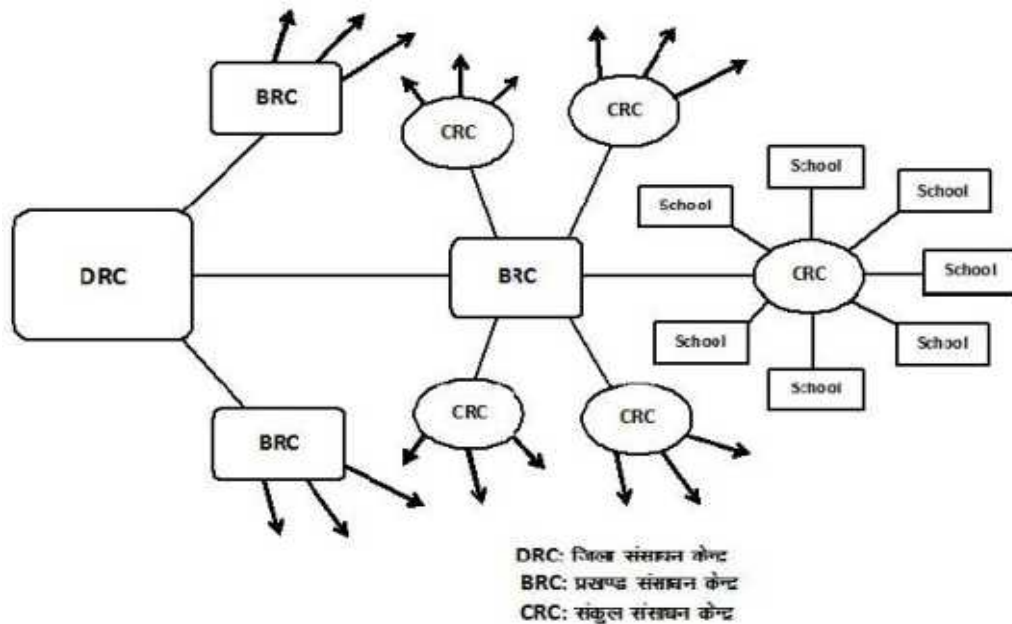 BRC
CRC
CRC
School
School
School
DRC
BRC
CRC
School
School
School
School
BRC
CRC
CRC
School
DRC: जिला संसाधन केन्द्र
BRC: प्रखण्ड संसाधन केन्द्र
CRC: संकुल संसाधन केन्द्र